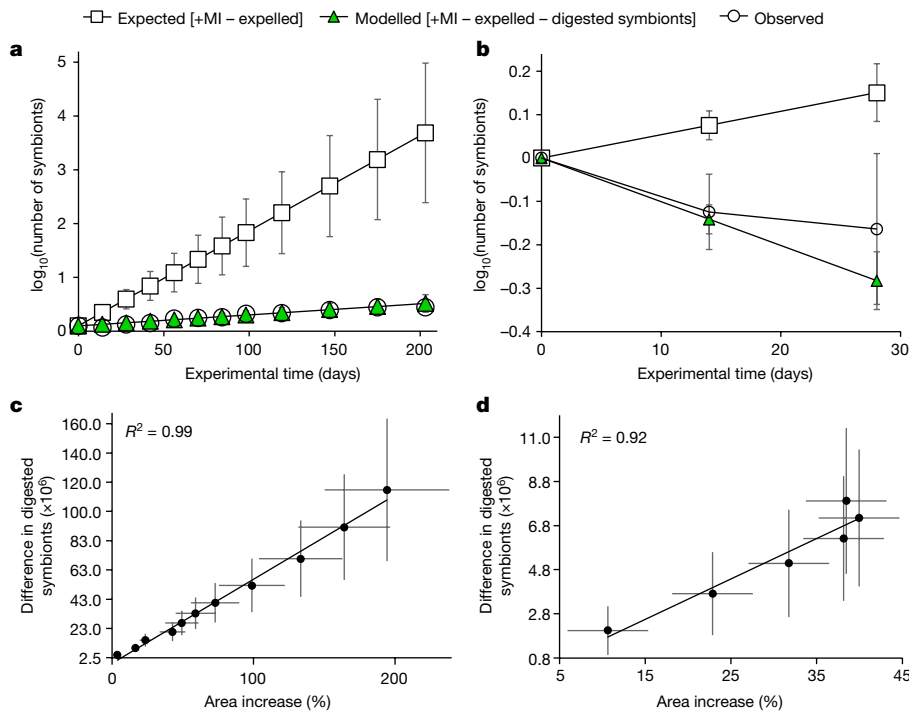 Expected [+MI – expelled] Modelled [+MI – expelled – digested symbionts] Observed
a
log10(number of symbionts)
5
4
3
2
1
0
0 50 100 150 200
Experimental time (days)
b
log10(number of symbionts)
0.2
0.1
0
–0.1
–0.2
–0.3
–0.4
0 10 20 30
Experimental time (days)
c
Difference in digested
symbionts (×10⁶)
R² = 0.99
160.0
140.0
120.0
100.0
83.0
63.0
43.0
23.0
2.5
0 100 200
Area increase (%)
d
Difference in digested
symbionts (×10⁶)
R² = 0.92
11.0
8.8
6.8
4.8
2.8
0.8
5 15 25 35 45
Area increase (%)